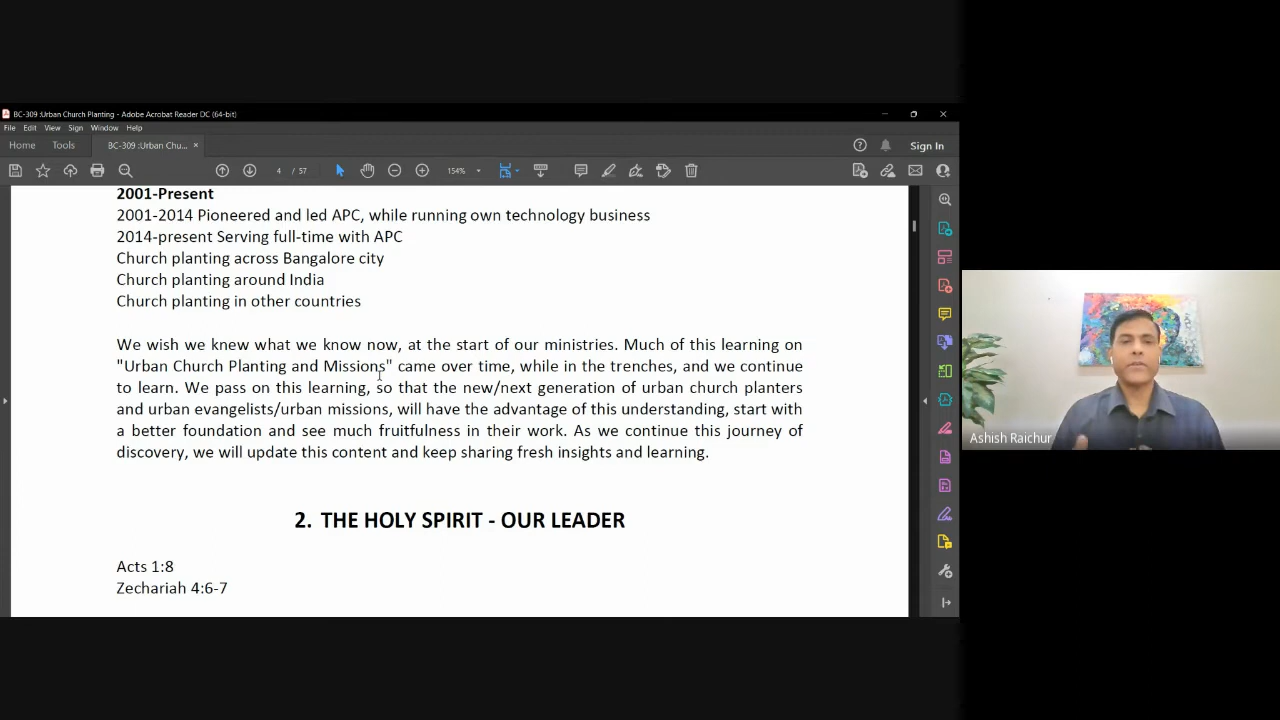 BC-309 :Urban Church Planting - Adobe Acrobat Reader DC (64-bit)
File Edit View Sign Window Help
Home Tools BC-309 :Urban Chu... × Sign In
4 / 57 154%
2001-Present
2001-2014 Pioneered and led APC, while running own technology business
2014-present Serving full-time with APC
Church planting across Bangalore city
Church planting around India
Church planting in other countries
We wish we knew what we know now, at the start of our ministries. Much of this learning on
"Urban Church Planting and Missions" came over time, while in the trenches, and we continue
to learn. We pass on this learning, so that the new/next generation of urban church planters
and urban evangelists/urban missions, will have the advantage of this understanding, start with
a better foundation and see much fruitfulness in their work. As we continue this journey of
discovery, we will update this content and keep sharing fresh insights and learning.
2. THE HOLY SPIRIT - OUR LEADER
Acts 1:8
Zechariah 4:6-7
Ashish Raichur